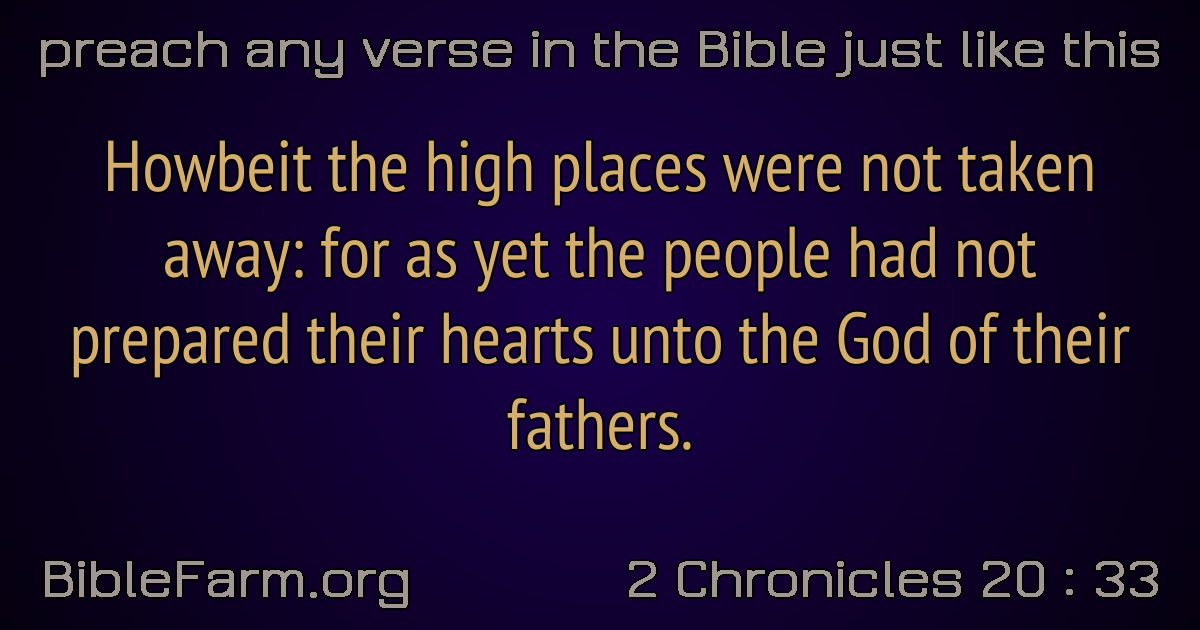 preach any verse in the Bible just like this
Howbeit the high places were not taken
away: for as yet the people had not
prepared their hearts unto the God of their
fathers.
BibleFarm.org
2 Chronicles 20 : 33